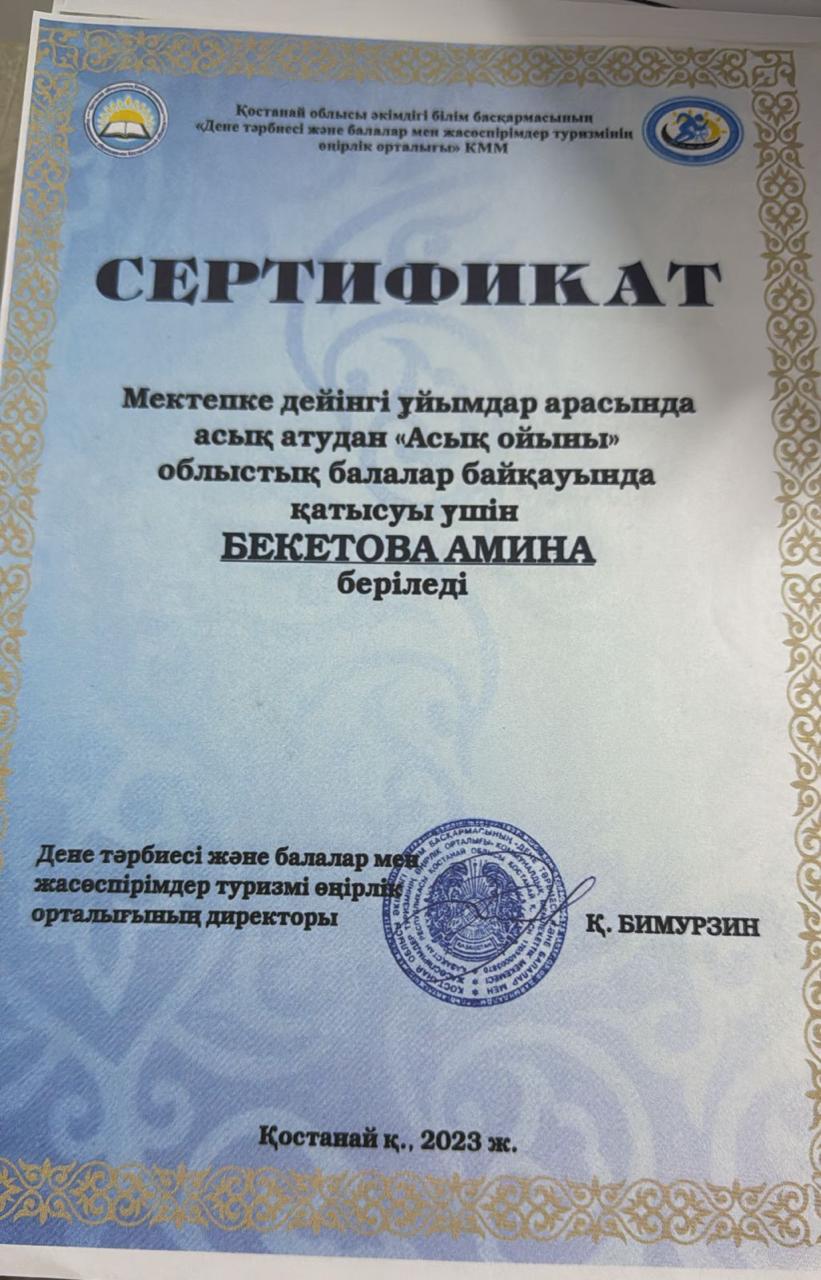 Қостанай облысы әкімдігі білім басқармасының
«Дене тәрбиесі және балалар мен жасөспірімдер туризмінің
өңірлік орталығы» КММ
СЕРТИФИКАТ
Мектепке дейінгі ұйымдар арасында
асық атудан «Асық ойыны»
облыстық балалар байқауында
қатысуы үшін
БЕКЕТОВА АМИНА
беріледі
Дене тәрбиесі және балалар мен
жасөспірімдер туризмі өңірлік
орталығының директоры
Қ. БИМУРЗИН
Қостанай қ., 2023 ж.